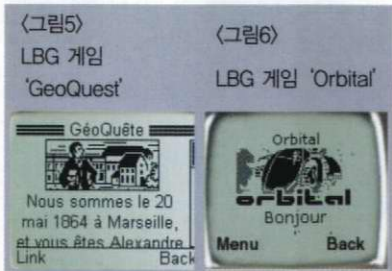 〈그림5〉
LBG 게임
‘GeoQuest’
〈그림6〉
LBG 게임 ‘Orbital’
GéoQuête
Nous sommes le 20
mai 1864 à Marseille,
et vous êtes Alexandre
Link Back
Orbital
orbital
Bonjour
Menu Back